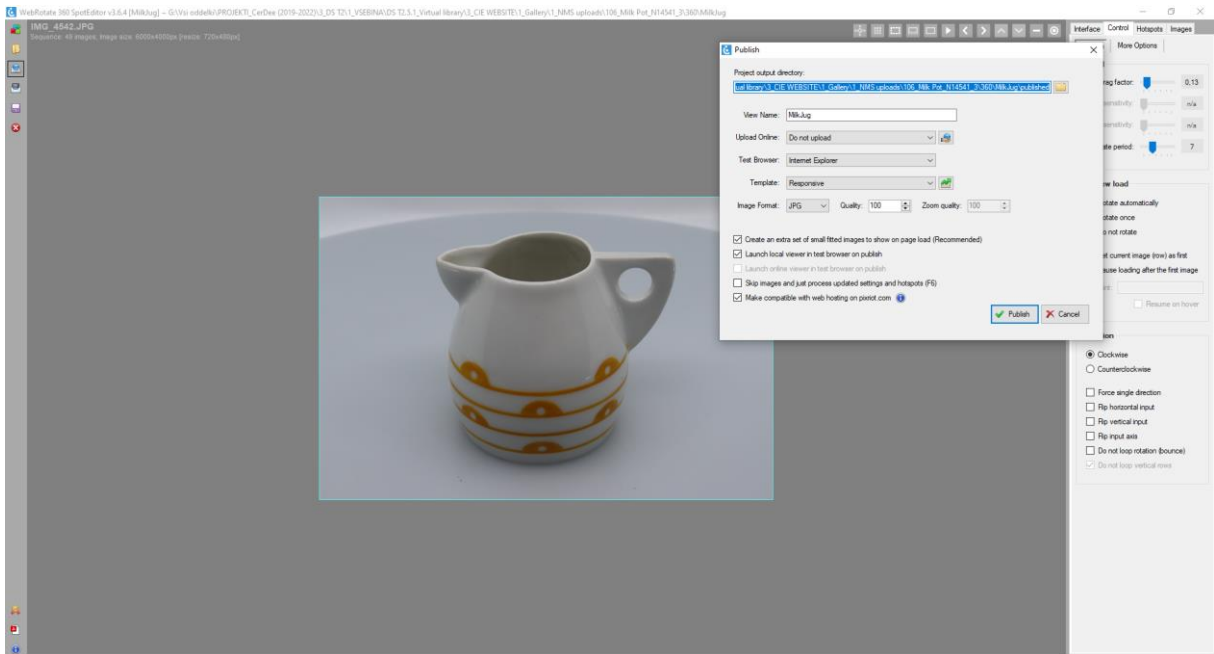 WebRotate 360 SpotEditor v3.6.4 [MilkJug] – G:\Vsi oddelki\PROJEKTI_CerDee (2019-2022)\3_DS T2\1_VSEBINA\DS T2.3.1_Virtual library\3_CIE WEBSITE\1_Gallery\1_NMS uploads\106_Milk Pot_N14541_3\360\MilkJug
IMG_4542.JPG
Sequence: 48 images; Image size: 6000x4000px (resize: 720x480px)
Interface Control Hotspots Images
More Options
Publish
Project output directory:
ual library\3_CIE WEBSITE\1_Gallery\1_NMS uploads\106_Milk Pot_N14541_3\360\MilkJug\published
View Name: MilkJug
Upload Online: Do not upload
Test Browser: Internet Explorer
Template: Responsive
Image Format: JPG Quality: 100 Zoom quality: 100
Create an extra set of small fitted images to show on page load (Recommended)
Launch local viewer in test browser on publish
Launch online viewer in test browser on publish
Skip images and just process updated settings and hotspots (F6)
Make compatible with web hosting on pixriot.com
Publish Cancel
rag factor: 0,13
ensitivity: n/a
ensitivity: n/a
ate period: 7
ew load
otate automatically
otate once
o not rotate
et current image (row) as first
ause loading after the first image
Resume on hover
ion
Clockwise
Counterclockwise
Force single direction
Flip horizontal input
Flip vertical input
Flip input axis
Do not loop rotation (bounce)
Do not loop vertical rows